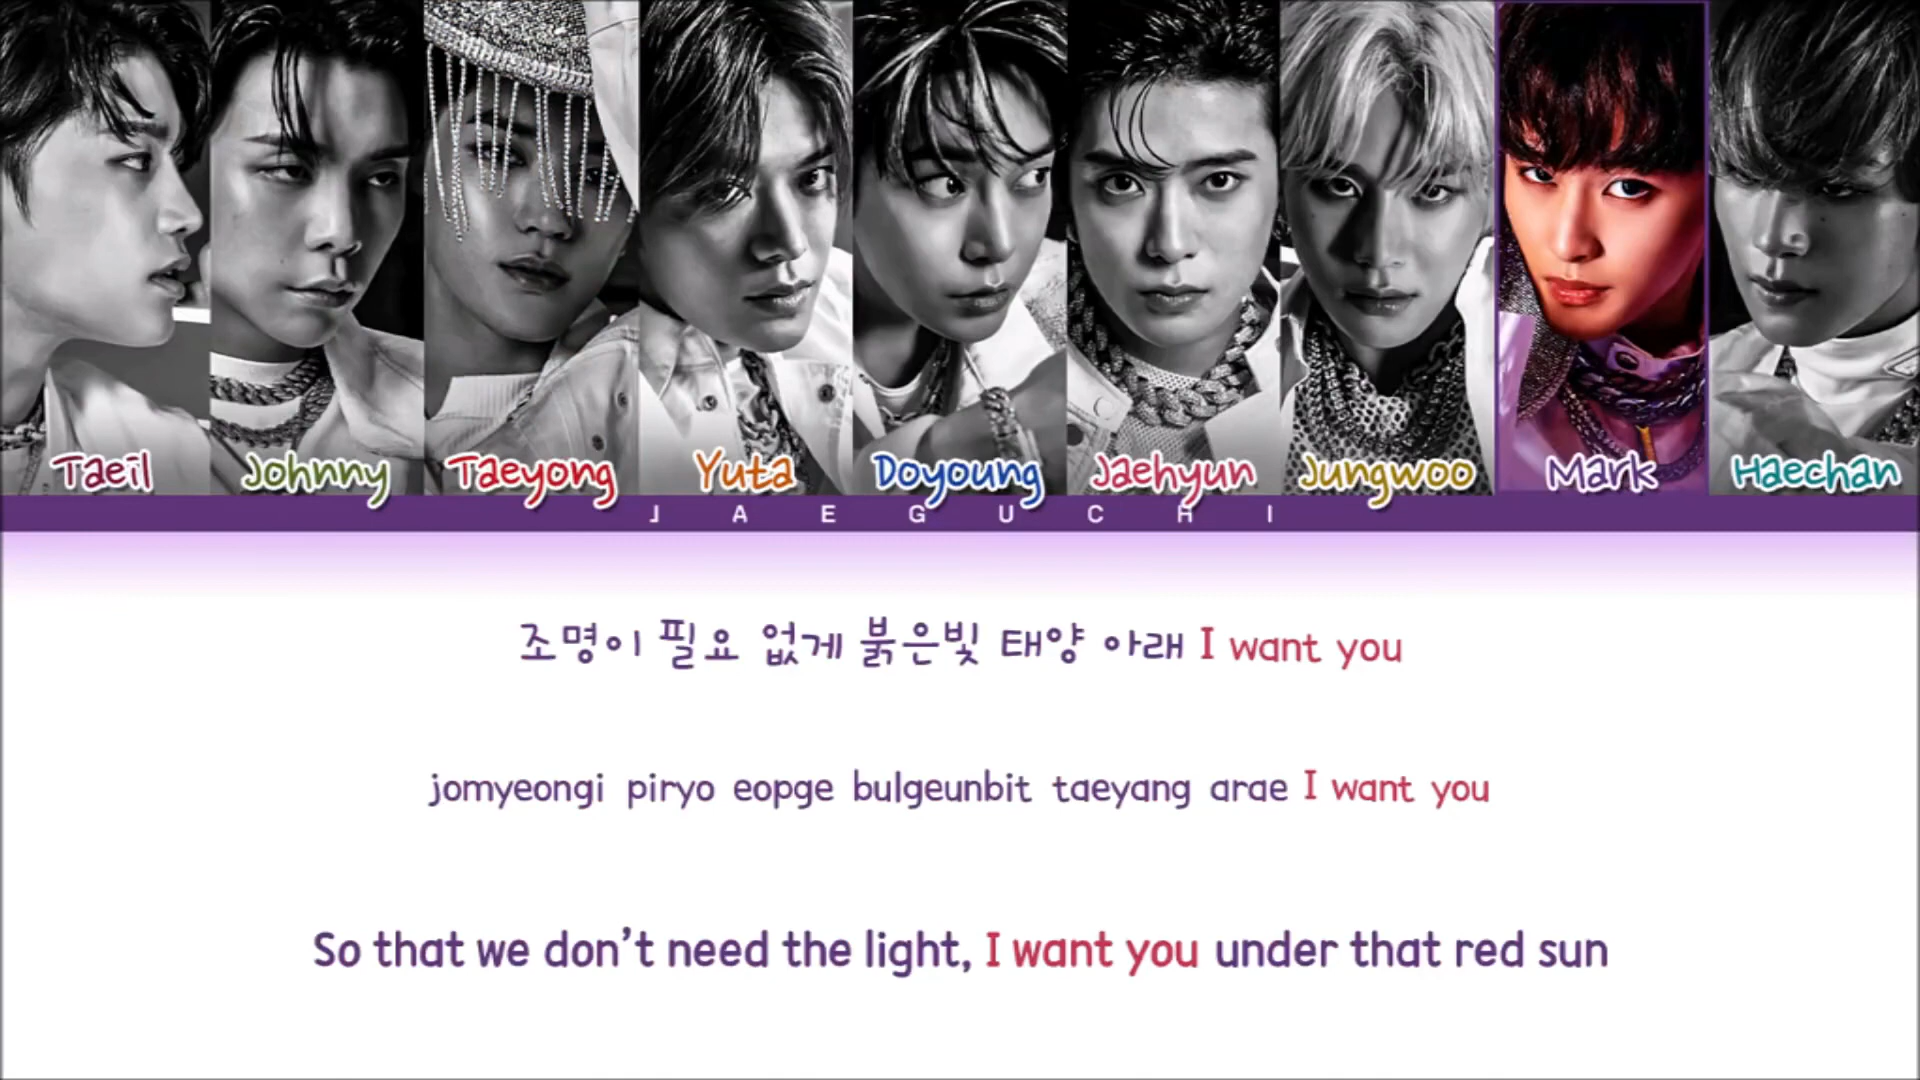 Taeil Johnny Taeyong Yuta Doyoung Jaehyun Jungwoo Mark Haechan
JAEGUCHI
조명이 필요 없게 붉은빛 태양 아래 I want you
jomyeongi piryo eopge bulgeunbit taeyang arae I want you
So that we don't need the light, I want you under that red sun